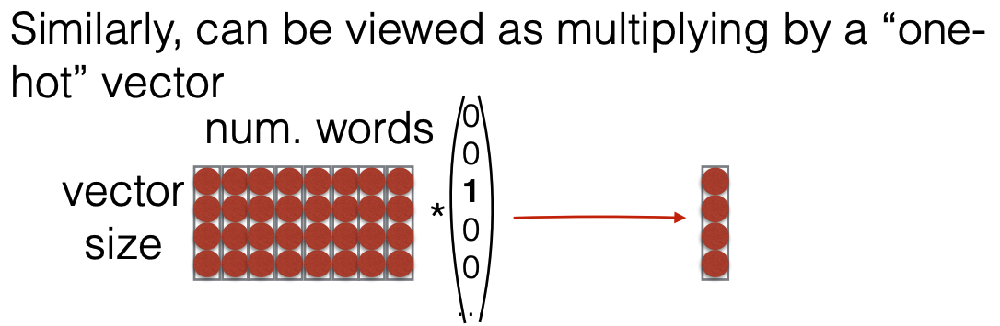 Similarly, can be viewed as multiplying by a “one-
hot” vector
num. words
vector
size
*
0
0
1
0
0
...